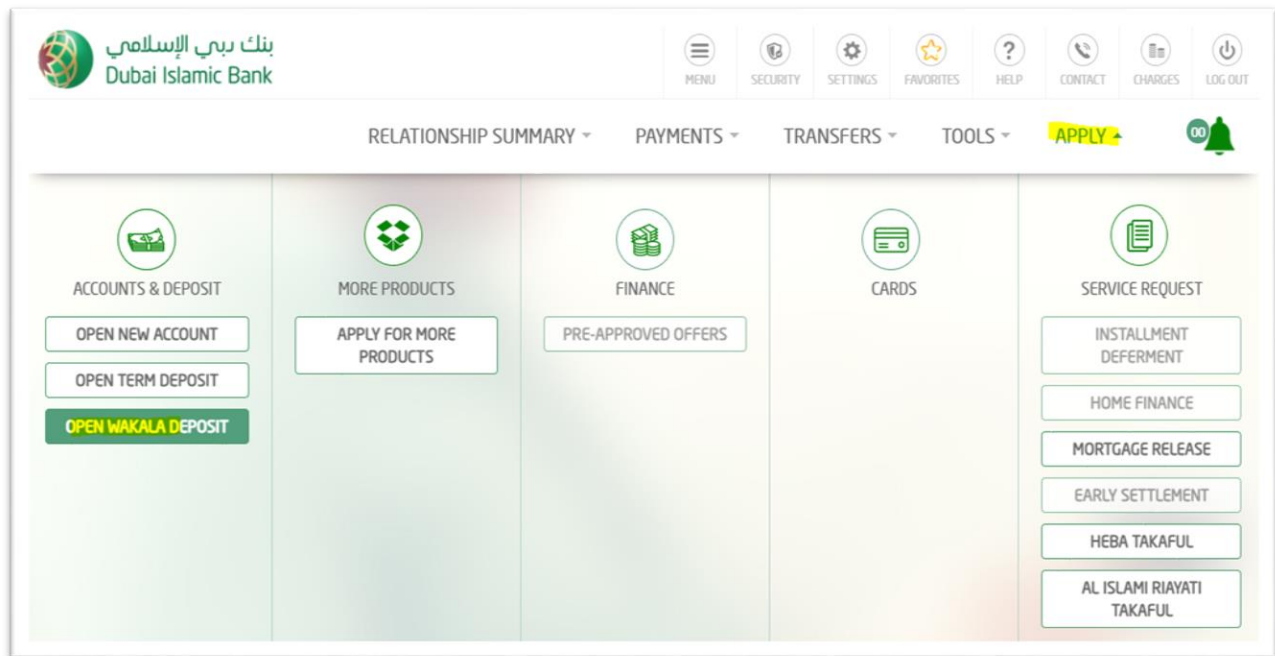 بنك دبي الإسلامي
Dubai Islamic Bank
MENU
SECURITY
SETTINGS
FAVORITES
HELP
CONTACT
CHARGES
LOG OUT
RELATIONSHIP SUMMARY
PAYMENTS
TRANSFERS
TOOLS
APPLY
00
ACCOUNTS & DEPOSIT
OPEN NEW ACCOUNT
OPEN TERM DEPOSIT
OPEN WAKALA DEPOSIT
MORE PRODUCTS
APPLY FOR MORE
PRODUCTS
FINANCE
PRE-APPROVED OFFERS
CARDS
SERVICE REQUEST
INSTALLMENT
DEFERMENT
HOME FINANCE
MORTGAGE RELEASE
EARLY SETTLEMENT
HEBA TAKAFUL
AL ISLAMI RIAYATI
TAKAFUL